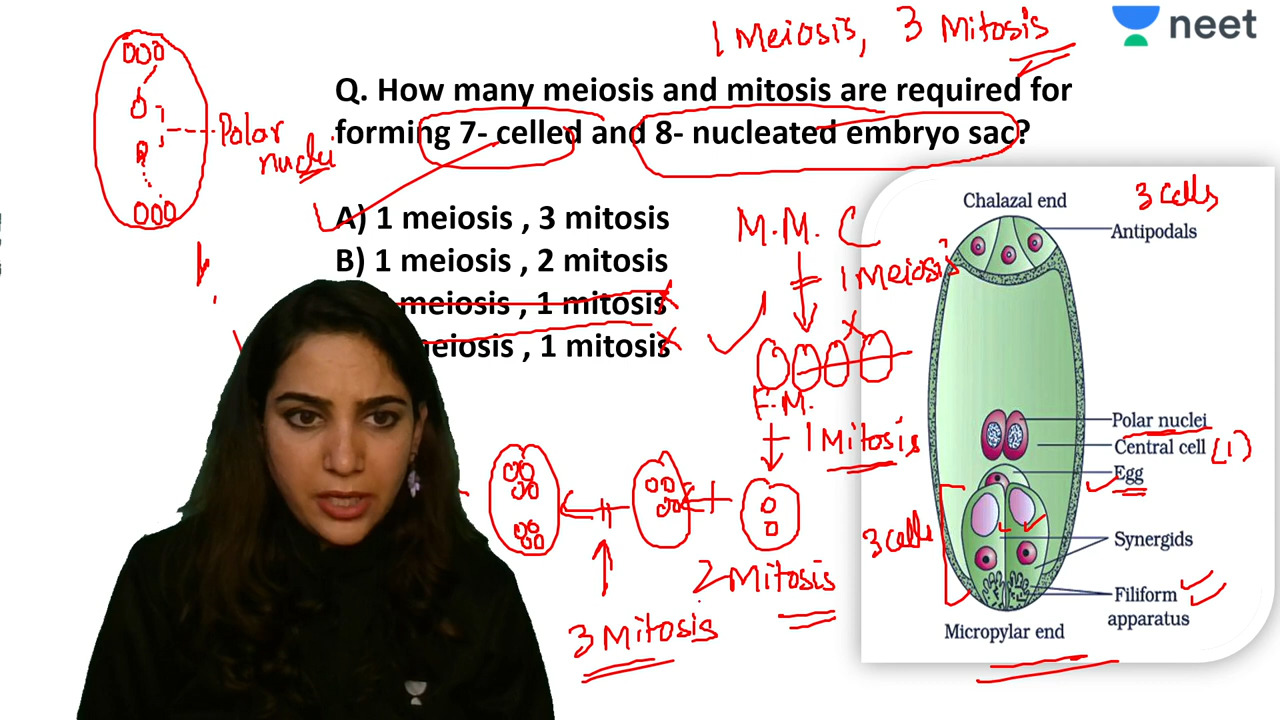 1 Meiosis, 3 Mitosis
neet
Q. How many meiosis and mitosis are required for
forming 7- celled and 8- nucleated embryo sac?
Polar
nuclei
A) 1 meiosis , 3 mitosis
B) 1 meiosis , 2 mitosis
meiosis , 1 mitosis
meiosis , 1 mitosis
M.M.C
1 Meiosis
F.M.
1 Mitosis
2 Mitosis
3 Mitosis
Chalazal end
3 cells
Antipodals
Polar nuclei
Central cell (1)
Egg
3 cells
Synergids
Filiform
apparatus
Micropylar end